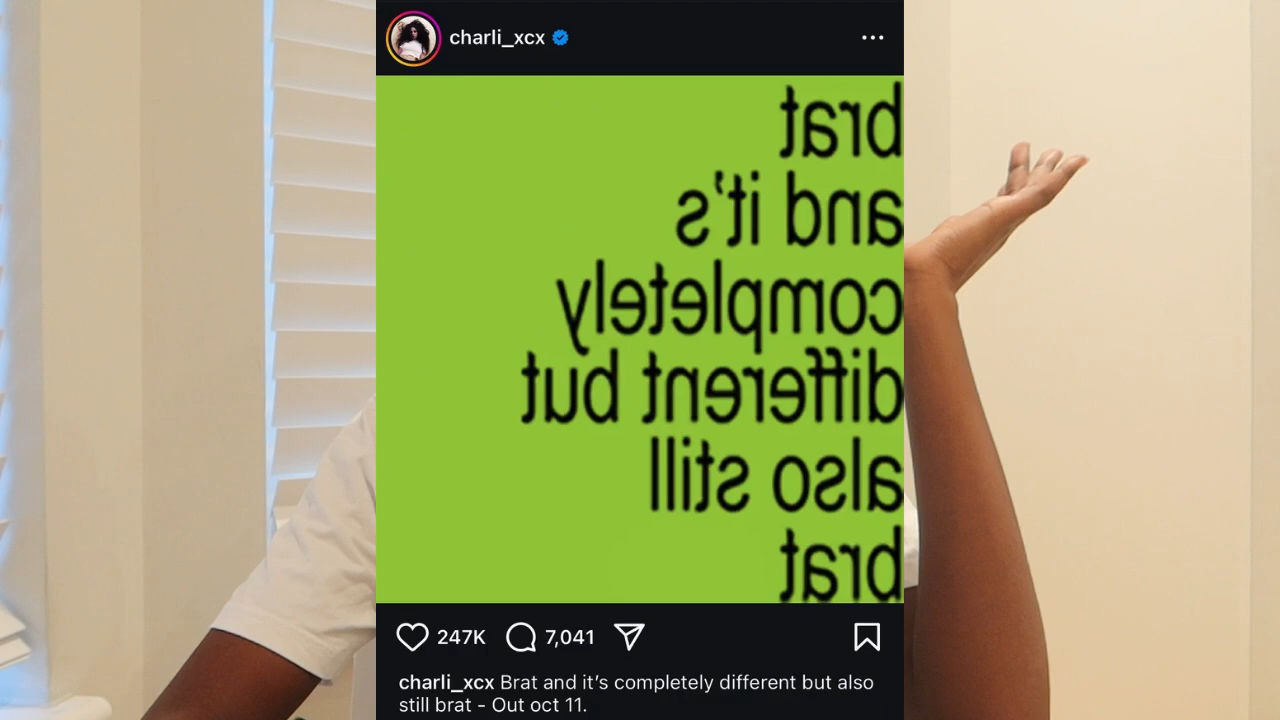 charli_xcx
brat
and it's
completely
different but
also still
brat
247K
7,041
charli_xcx Brat and it's completely different but also
still brat - Out oct 11.